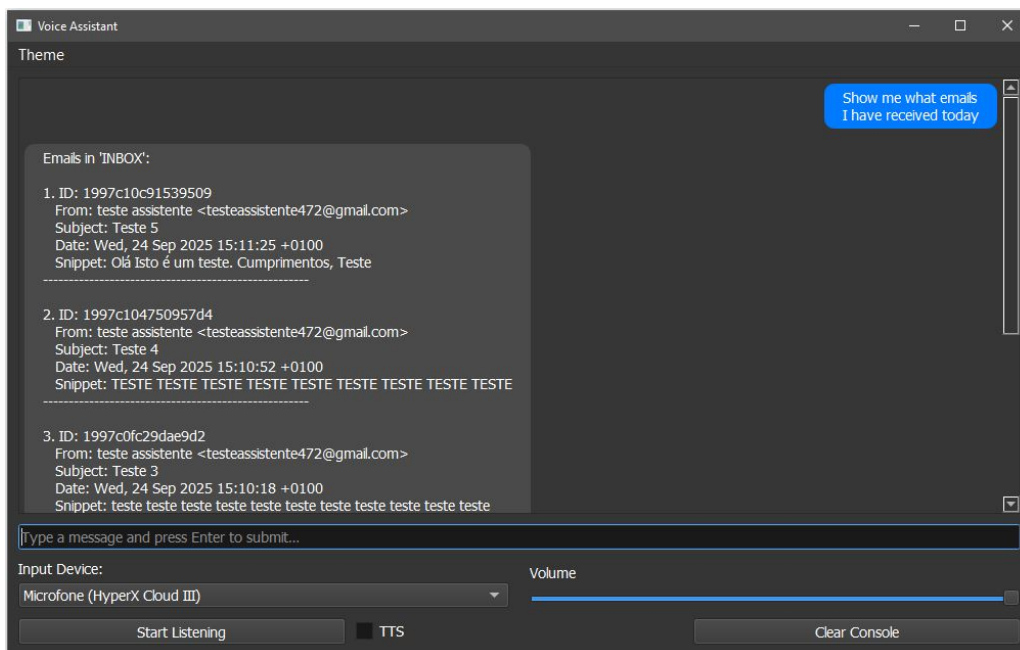 Voice Assistant
Theme
Show me what emails
I have received today
Emails in 'INBOX':
1. ID: 1997c10c91539509
From: teste assistente <testeassistente472@gmail.com>
Subject: Teste 5
Date: Wed, 24 Sep 2025 15:11:25 +0100
Snippet: Olá Isto é um teste. Cumprimentos, Teste
----------------------------------------------------
2. ID: 1997c104750957d4
From: teste assistente <testeassistente472@gmail.com>
Subject: Teste 4
Date: Wed, 24 Sep 2025 15:10:52 +0100
Snippet: TESTE TESTE TESTE TESTE TESTE TESTE TESTE TESTE TESTE
----------------------------------------------------
3. ID: 1997c0fc29dae9d2
From: teste assistente <testeassistente472@gmail.com>
Subject: Teste 3
Date: Wed, 24 Sep 2025 15:10:18 +0100
Snippet: teste teste teste teste teste teste teste teste teste teste teste
Type a message and press Enter to submit...
Input Device:
Volume
Microfone (HyperX Cloud III)
Start Listening
TTS
Clear Console